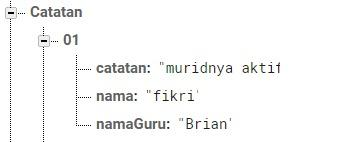 Catatan
01
catatan: "muridnya aktif
nama: "fikri"
namaGuru: "Brian"